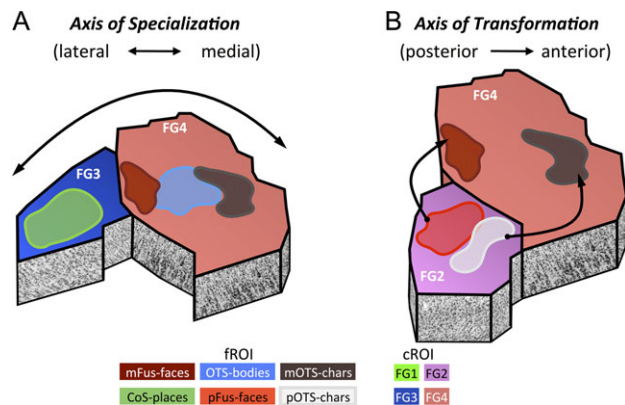 A
Axis of Specialization
(lateral ↔ medial)
FG4
FG3
B
Axis of Transformation
(posterior → anterior)
FG4
FG2
fROI
mFus-faces OTS-bodies mOTS-chars
CoS-places pFus-faces pOTS-chars
cROI
FG1 FG2
FG3 FG4